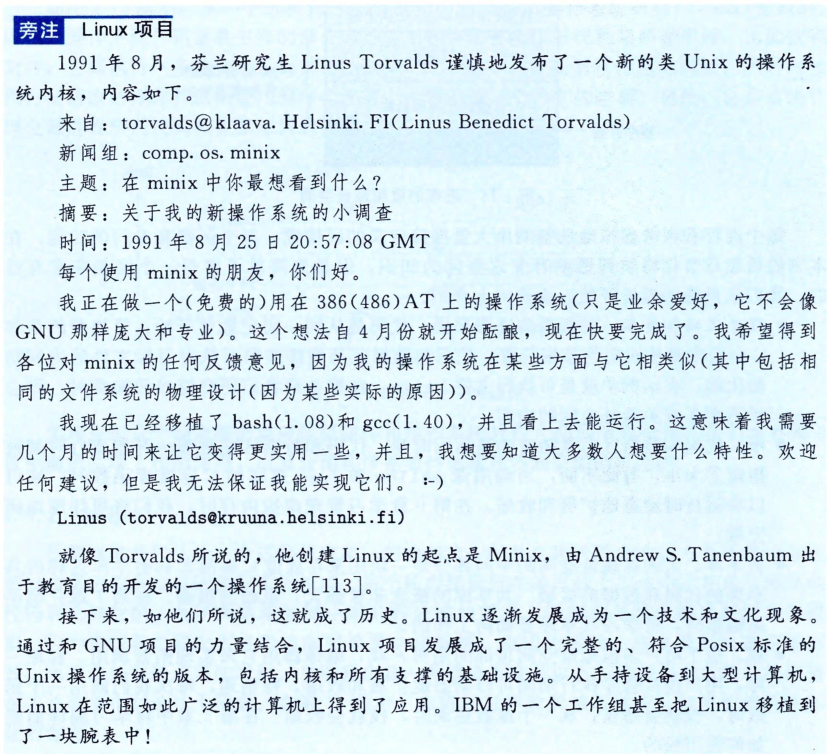 旁注 Linux 项目
1991 年 8 月，芬兰研究生 Linus Torvalds 谨慎地发布了一个新的类 Unix 的操作系
统内核，内容如下。
来自：torvalds@klava.Helsinki.FI(Linus Benedict Torvalds)
新闻组：comp.os.minix
主题：在 minix 中你最想看到什么？
摘要：关于我的新操作系统的小调查
时间：1991 年 8 月 25 日 20:57:08 GMT
每个使用 minix 的朋友，你们好。
我正在做一个(免费的)用在 386(486)AT 上的操作系统(只是业余爱好，它不会像
GNU 那样庞大和专业)。这个想法自 4 月份就开始酝酿，现在快要完成了。我希望得到
各位对 minix 的任何反馈意见，因为我的操作系统在某些方面与它相类似(其中包括相
同的文件系统的物理设计(因为某些实际的原因))。
我现在已经移植了 bash(1.08)和 gcc(1.40)，并且看上去能运行。这意味着我需要
几个月的时间来让它变得更实用一些，并且，我想要知道大多数人想要什么特性。欢迎
任何建议，但是我无法保证我能实现它们。:-)
Linus (torvalds@kruuna.helsinki.fi)
就像 Torvalds 所说的，他创建 Linux 的起点是 Minix，由 Andrew S. Tanenbaum 出
于教育目的开发的一个操作系统[113]。
接下来，如他们所说，这就成了历史。Linux 逐渐发展成为一个技术和文化现象。
通过和 GNU 项目的力量结合，Linux 项目发展成了一个完整的、符合 Posix 标准的
Unix 操作系统的版本，包括内核和所有支撑的基础设施。从手持设备到大型计算机，
Linux 在范围如此广泛的计算机上得到了应用。IBM 的一个工作组甚至把 Linux 移植到
了一块腕表中！